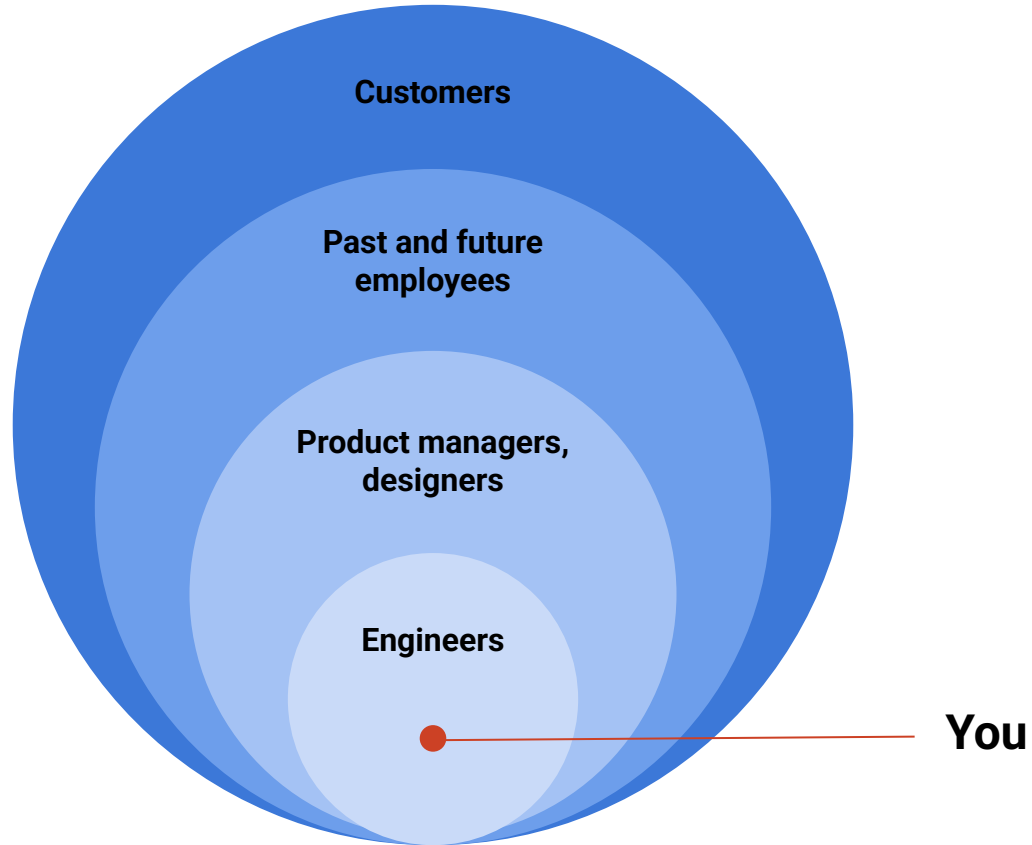 Customers
Past and future
employees
Product managers,
designers
Engineers
You